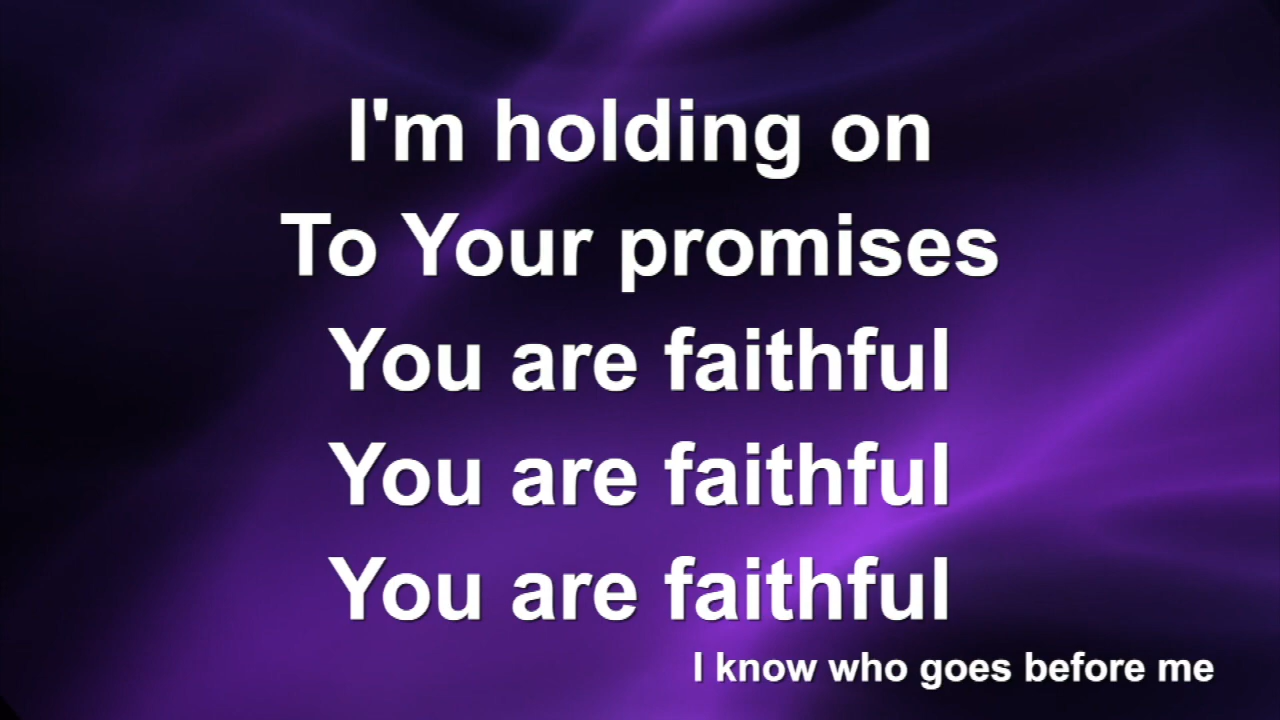 I'm holding on
To Your promises
You are faithful
You are faithful
You are faithful
I know who goes before me